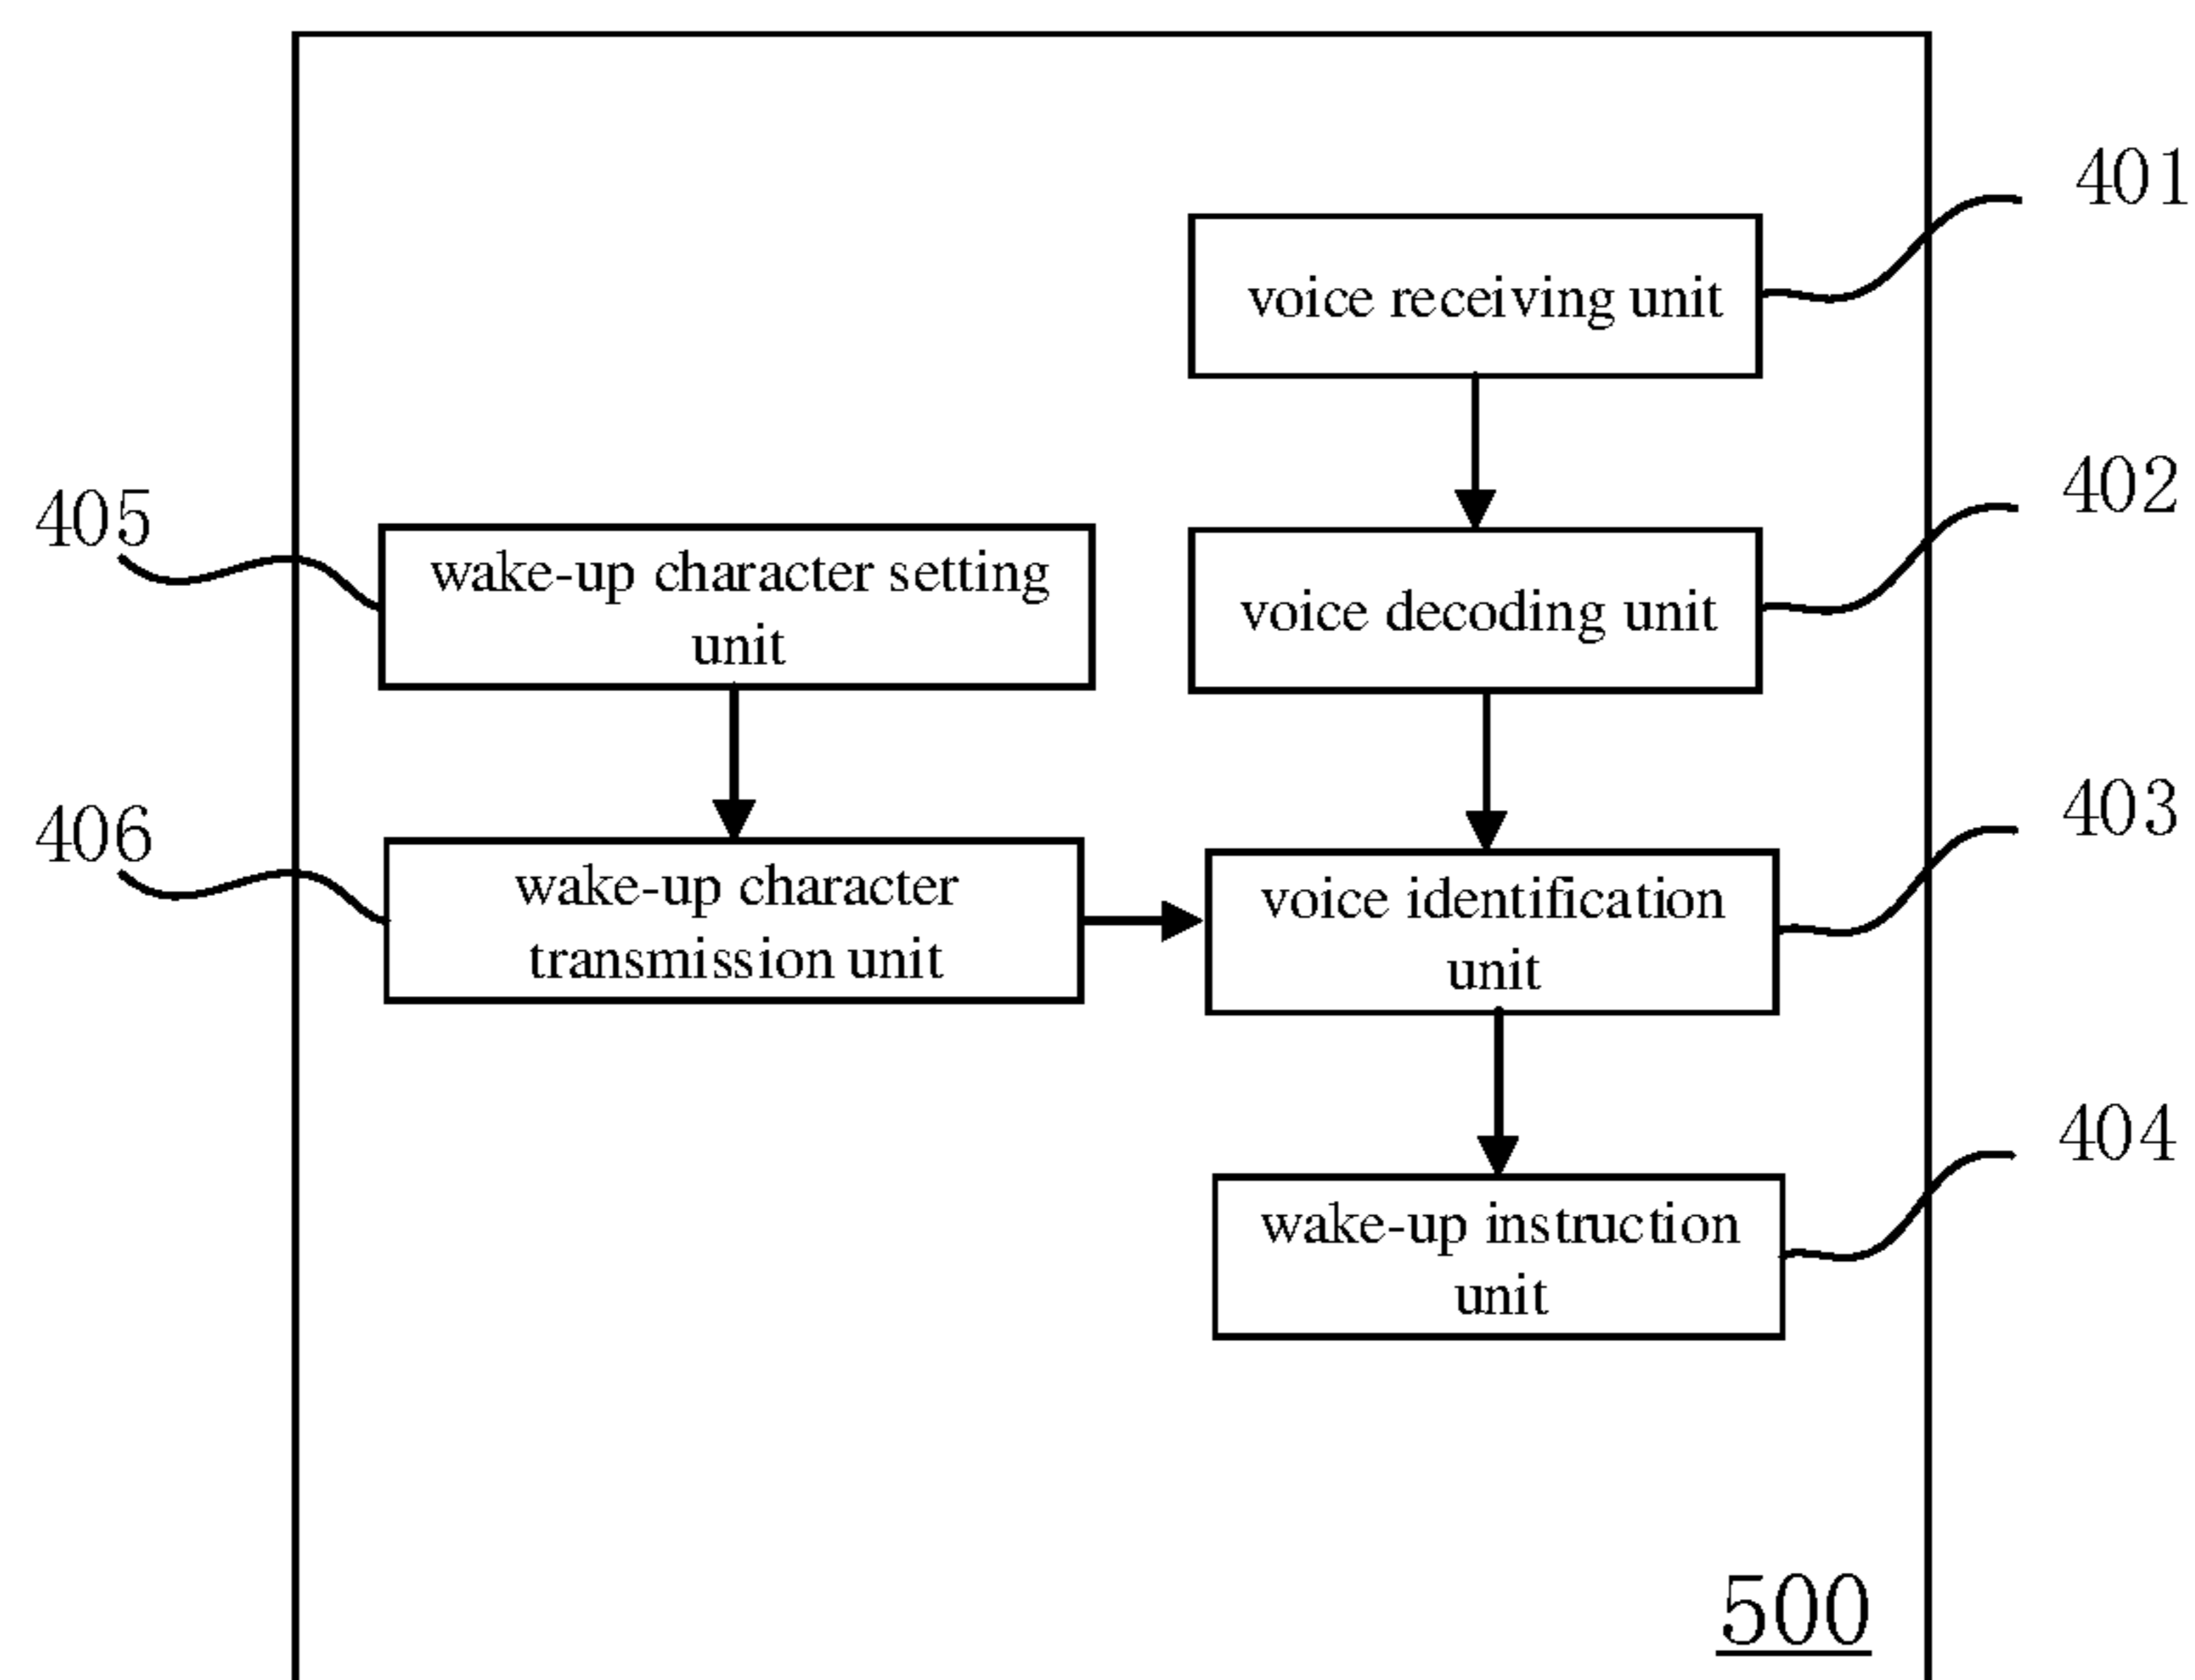 401
voice receiving unit
402
voice decoding unit
405
wake-up character setting
unit
403
voice identification
unit
406
wake-up character
transmission unit
404
wake-up instruction
unit
500